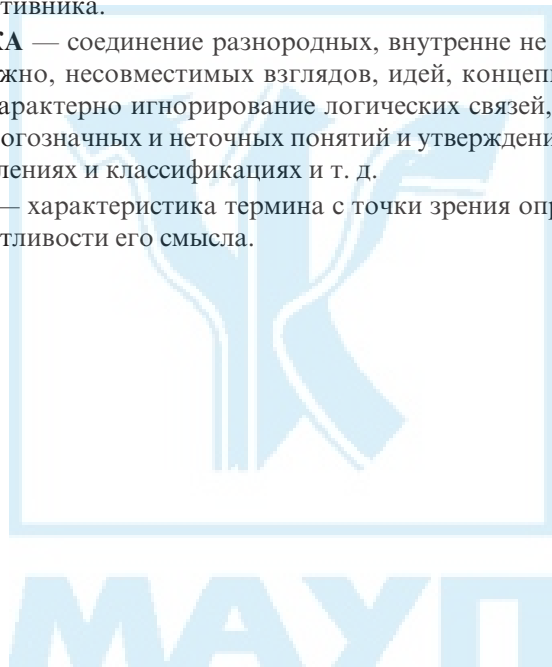 тивника.
КА — соединение разнородных, внутренне не
жно, несовместимых взглядов, идей, концеп
арактерно игнорирование логических связей,
огозначных и неточных понятий и утверждени
лениях и классификациях и т. д.
— характеристика термина с точки зрения опр
тливости его смысла.
МАУП